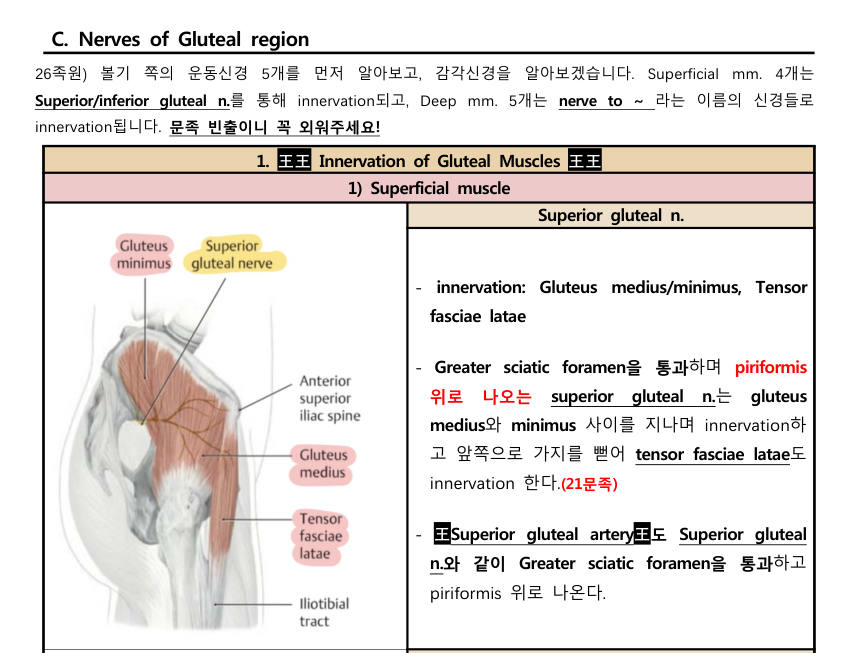 C. Nerves of Gluteal region
26족원) 볼기 쪽의 운동신경 5개를 먼저 알아보고, 감각신경을 알아보겠습니다. Superficial mm. 4개는
Superior/inferior gluteal n.를 통해 innervation되고, Deep mm. 5개는 nerve to ~ 라는 이름의 신경들로
innervation됩니다. 문족 빈출이니 꼭 외워주세요!
1. 王王 Innervation of Gluteal Muscles 王王
1) Superficial muscle
Gluteus
minimus
Superior
gluteal nerve
Anterior
superior
iliac spine
Gluteus
medius
Tensor
fasciae
latae
Iliotibial
tract
Superior gluteal n.
- innervation: Gluteus medius/minimus, Tensor
fasciae latae
- Greater sciatic foramen을 통과하며 piriformis
위로 나오는 superior gluteal n.는 gluteus
medius와 minimus 사이를 지나며 innervation하
고 앞쪽으로 가지를 뻗어 tensor fasciae latae도
innervation 한다.(21문족)
- 王Superior gluteal artery王도 Superior gluteal
n.와 같이 Greater sciatic foramen을 통과하고
piriformis 위로 나온다.